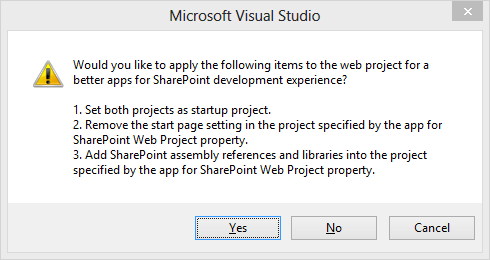 Microsoft Visual Studio
Would you like to apply the following items to the web project for a
better apps for SharePoint development experience?
1. Set both projects as startup project.
2. Remove the start page setting in the project specified by the app for
SharePoint Web Project property.
3. Add SharePoint assembly references and libraries into the project
specified by the app for SharePoint Web Project property.
Yes
No
Cancel